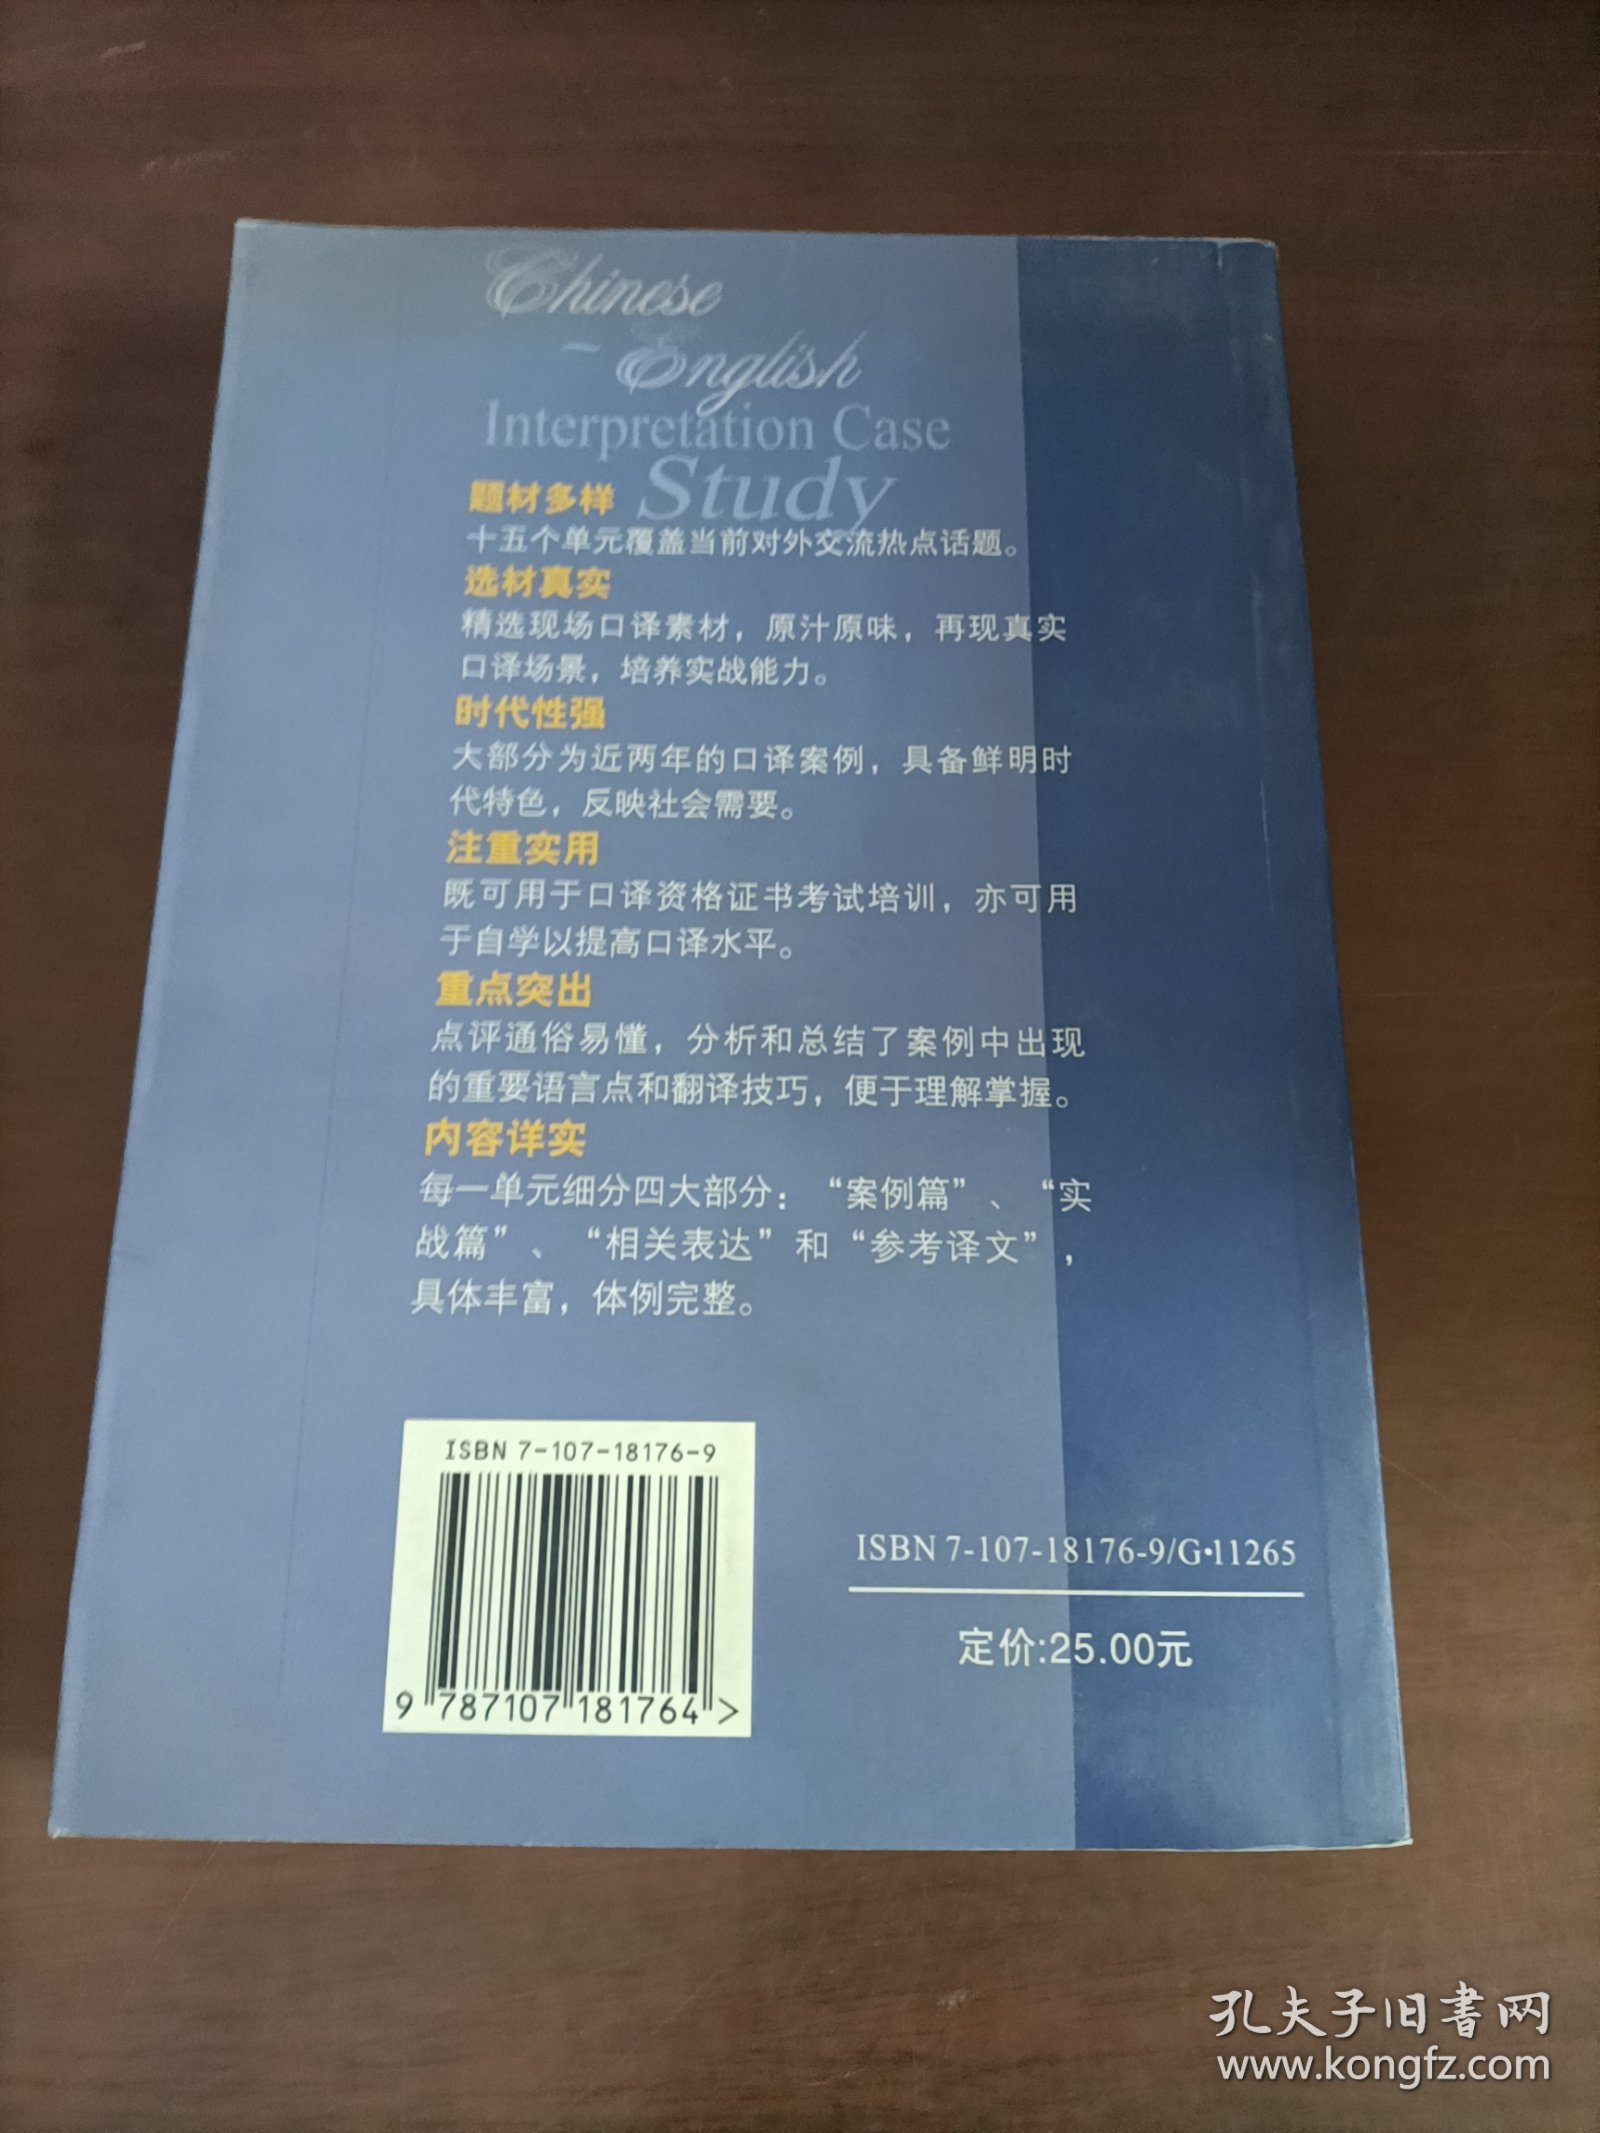 Chinese
- English
Interpretation Case
Study
题材多样
十五个单元覆盖当前对外交流热点话题。
选材真实
精选现场口译素材，原汁原味，再现真实
口译场景，培养实战能力。
时代性强
大部分为近两年的口译案例，具备鲜明时
代特色，反映社会需要。
注重实用
既可用于口译资格证书考试培训，亦可用
于自学以提高口译水平。
重点突出
点评通俗易懂，分析和总结了案例中出现
的重要语言点和翻译技巧，便于理解掌握。
内容详实
每一单元细分四大部分：“案例篇”、“实
战篇”、“相关表达”和“参考译文”，
具体丰富，体例完整。
ISBN 7-107-18176-9
9 787107 181764 >
ISBN 7-107-18176-9/G·11265
定价:25.00元
孔夫子旧书网
www.kongfz.com